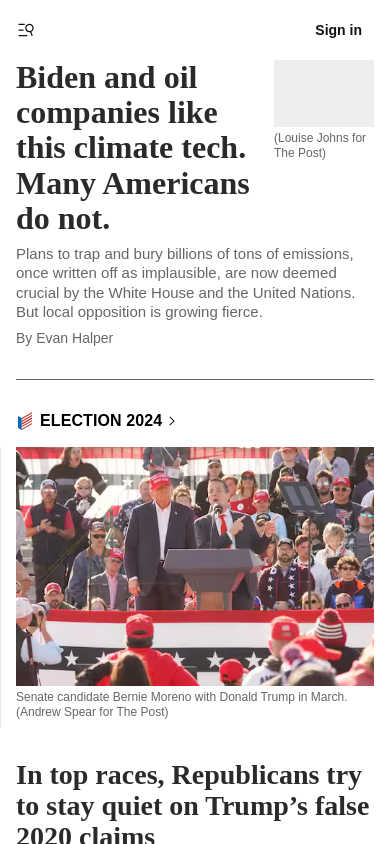 Sign in
Biden and oil
companies like
this climate tech.
Many Americans
do not.
(Louise Johns for
The Post)
Plans to trap and bury billions of tons of emissions,
once written off as implausible, are now deemed
crucial by the White House and the United Nations.
But local opposition is growing fierce.
By Evan Halper
ELECTION 2024
Senate candidate Bernie Moreno with Donald Trump in March.
(Andrew Spear for The Post)
In top races, Republicans try
to stay quiet on Trump’s false
2020 claims